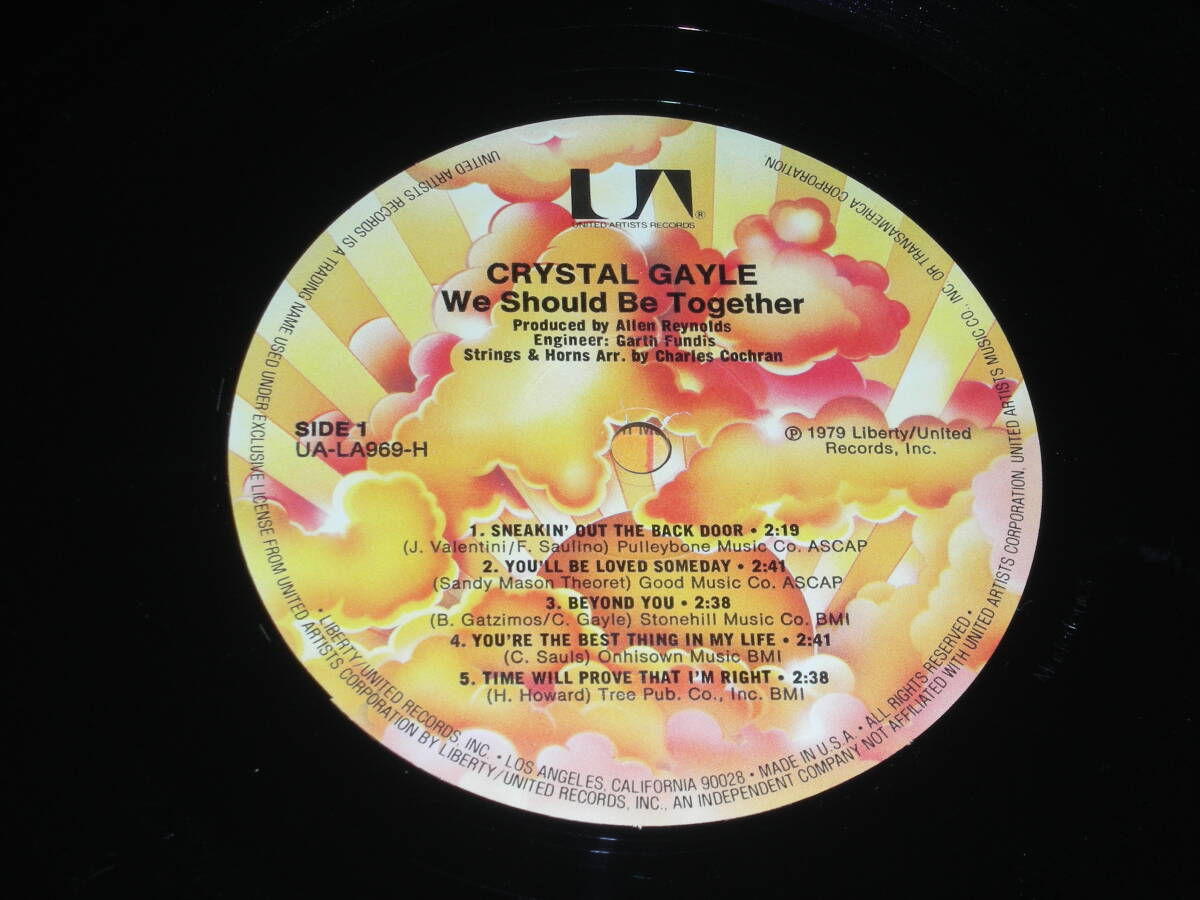 UA®
UNITED ARTISTS RECORDS
CRYSTAL GAYLE
We Should Be Together
Produced by Allen Reynolds
Engineer: Garth Fundis
Strings & Horns Arr. by Charles Cochran
SIDE 1
UA-LA969-H
℗ 1979 Liberty/United
Records, Inc.
1. SNEAKIN' OUT THE BACK DOOR • 2:19
(J. Valentini/F. Saulino) Pulleybone Music Co. ASCAP
2. YOU'LL BE LOVED SOMEDAY • 2:41
(Sandy Mason Theoret) Good Music Co. ASCAP
3. BEYOND YOU • 2:38
(B. Gatzimos/C. Gayle) Stonehill Music Co. BMI
4. YOU'RE THE BEST THING IN MY LIFE • 2:41
(C. Sauls) Onhisown Music BMI
5. TIME WILL PROVE THAT I'M RIGHT • 2:38
(H. Howard) Tree Pub. Co., Inc. BMI
• LIBERTY/UNITED RECORDS, INC. • LOS ANGELES, CALIFORNIA 90028 • MADE IN U.S.A. • ALL RIGHTS RESERVED •
UNITED ARTISTS RECORDS IS A TRADING NAME USED UNDER EXCLUSIVE LICENSE FROM UNITED ARTISTS CORPORATION BY LIBERTY/UNITED RECORDS, INC., AN INDEPENDENT COMPANY NOT AFFILIATED WITH UNITED ARTISTS CORPORATION, UNITED ARTISTS MUSIC CO., INC. OR TRANSAMERICA CORPORATION.